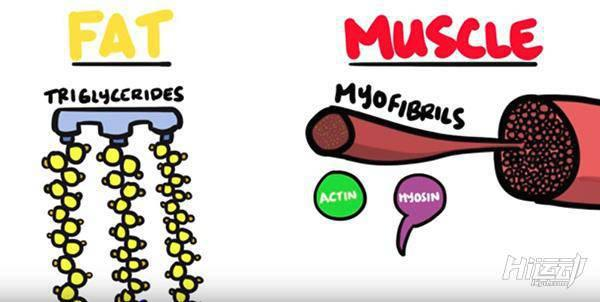 FAT
MUSCLE
TRIGLYCERIDES
MYOFIBRILS
ACTIN
MYOSIN